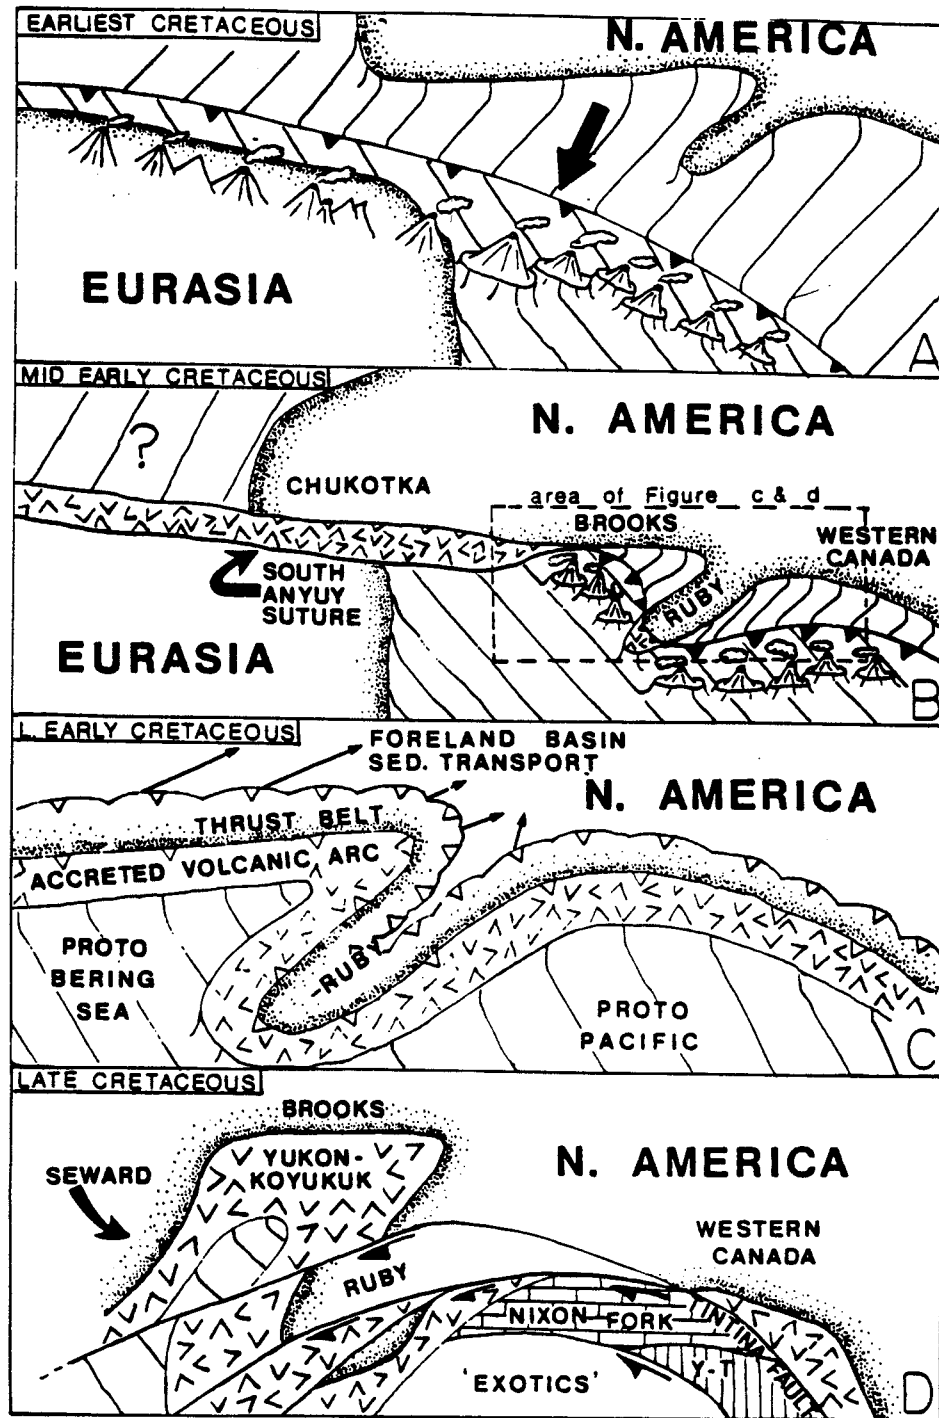 EARLIEST CRETACEOUS
N. AMERICA
EURASIA
A
MID EARLY CRETACEOUS
?
N. AMERICA
CHUKOTKA
area of Figure c & d
BROOKS
WESTERN
CANADA
SOUTH
ANYUY
SUTURE
RUBY
EURASIA
B
L. EARLY CRETACEOUS
FORELAND BASIN
SED. TRANSPORT
N. AMERICA
THRUST BELT
ACCRETED VOLCANIC ARC
PROTO
BERING
SEA
RUBY
PROTO
PACIFIC
C
LATE CRETACEOUS
BROOKS
YUKON-
KOYUKUK
N. AMERICA
SEWARD
WESTERN
CANADA
RUBY
NIXON FORK
TINTINA FAULT
Y-T
'EXOTICS'
D